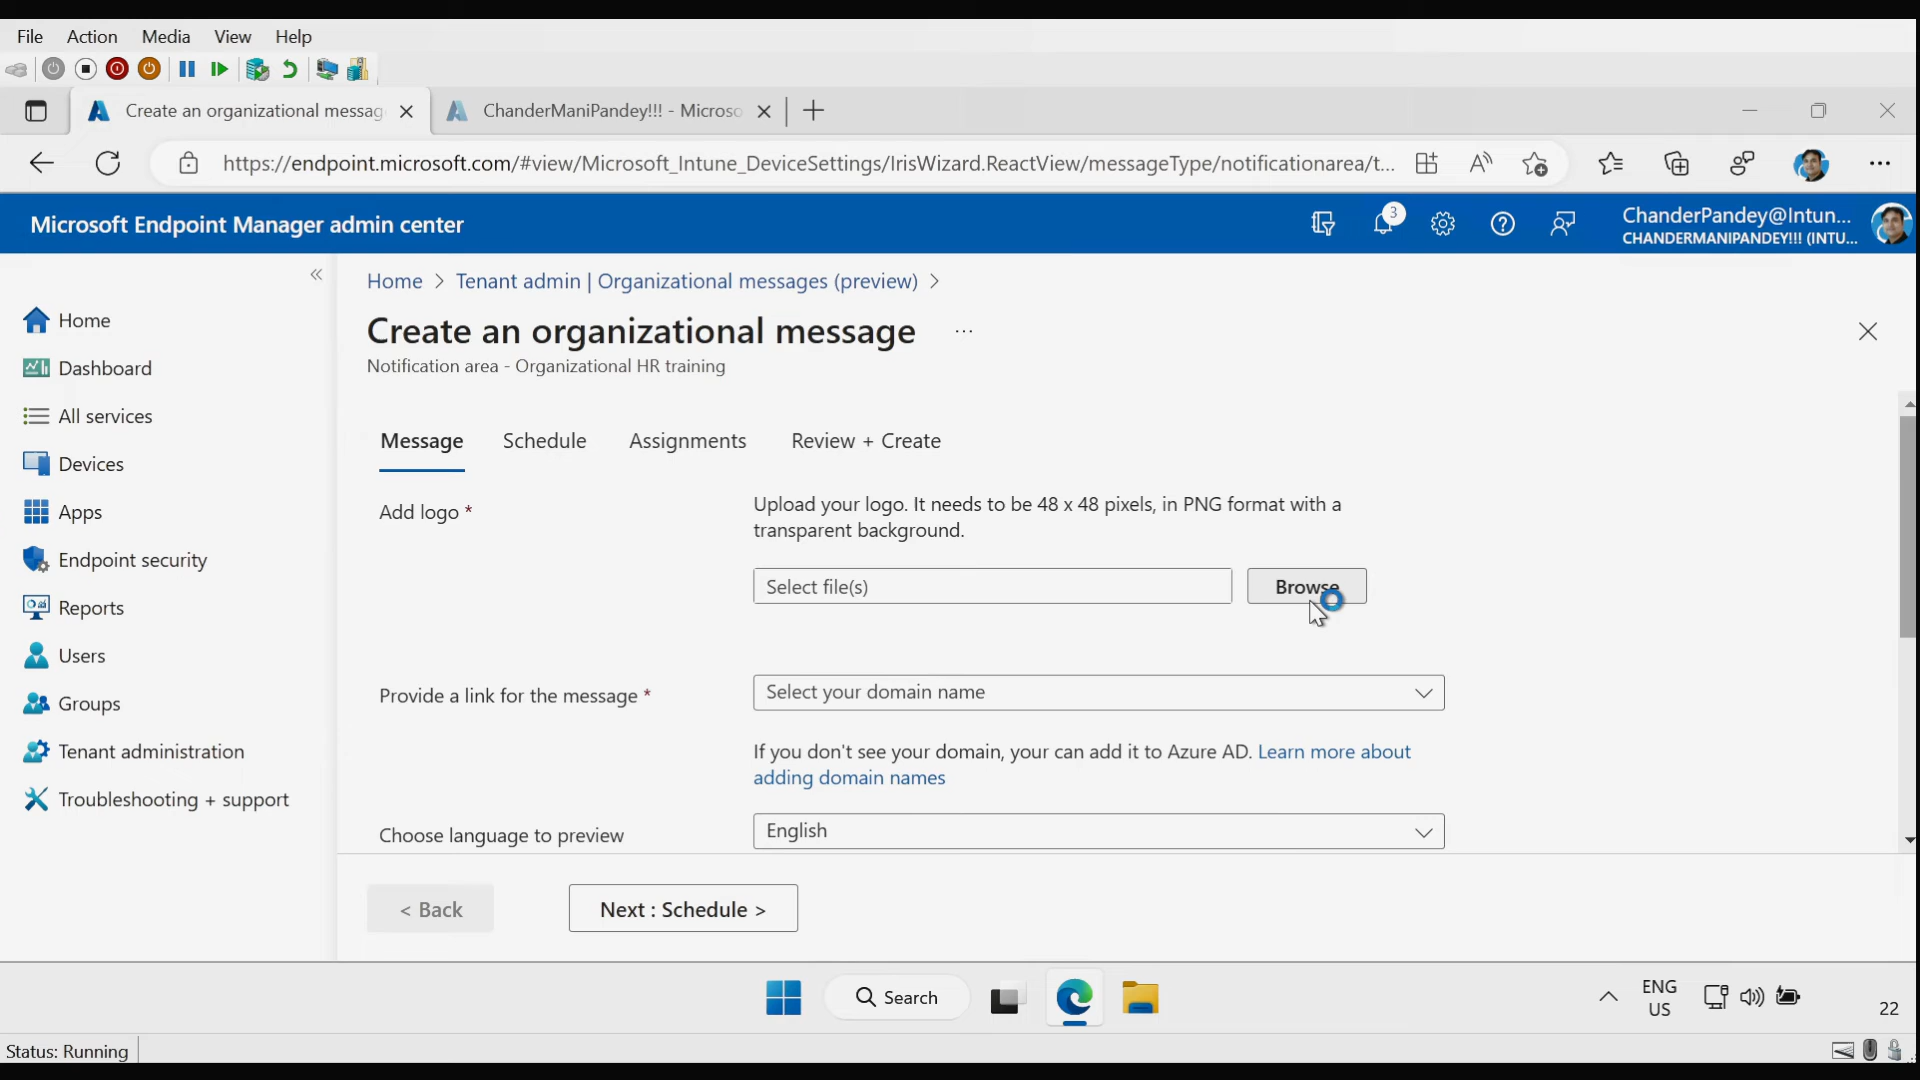 File Action Media View Help
Create an organizational messag
ChanderManiPandey!!! - Microso
https://endpoint.microsoft.com/#view/Microsoft_Intune_DeviceSettings/IrisWizard.ReactView/messageType/notificationarea/t...
Microsoft Endpoint Manager admin center
3
ChanderPandey@Intun...
CHANDERMANIPANDEY!!! (INTU...
Home > Tenant admin | Organizational messages (preview) >
Create an organizational message ...
Notification area - Organizational HR training
Home
Dashboard
All services
Devices
Apps
Endpoint security
Reports
Users
Groups
Tenant administration
Troubleshooting + support
Message Schedule Assignments Review + Create
Add logo *
Upload your logo. It needs to be 48 x 48 pixels, in PNG format with a
transparent background.
Select file(s)
Browse
Provide a link for the message *
Select your domain name
If you don't see your domain, your can add it to Azure AD. Learn more about
adding domain names
Choose language to preview
English
< Back
Next : Schedule >
Search
ENG
US
22
Status: Running